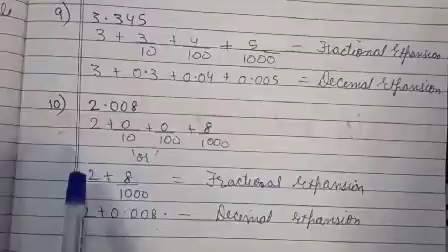 9) 3.345
3 + 3/10 + 4/100 + 5/1000 = Fractional Expansion
3 + 0.3 + 0.04 + 0.005 = Decemal Expansion
10) 2.008
2 + 0/10 + 0/100 + 8/1000
'or'
2 + 8/1000 = Fractional Expansion
2 + 0.008. - Decemal expansion